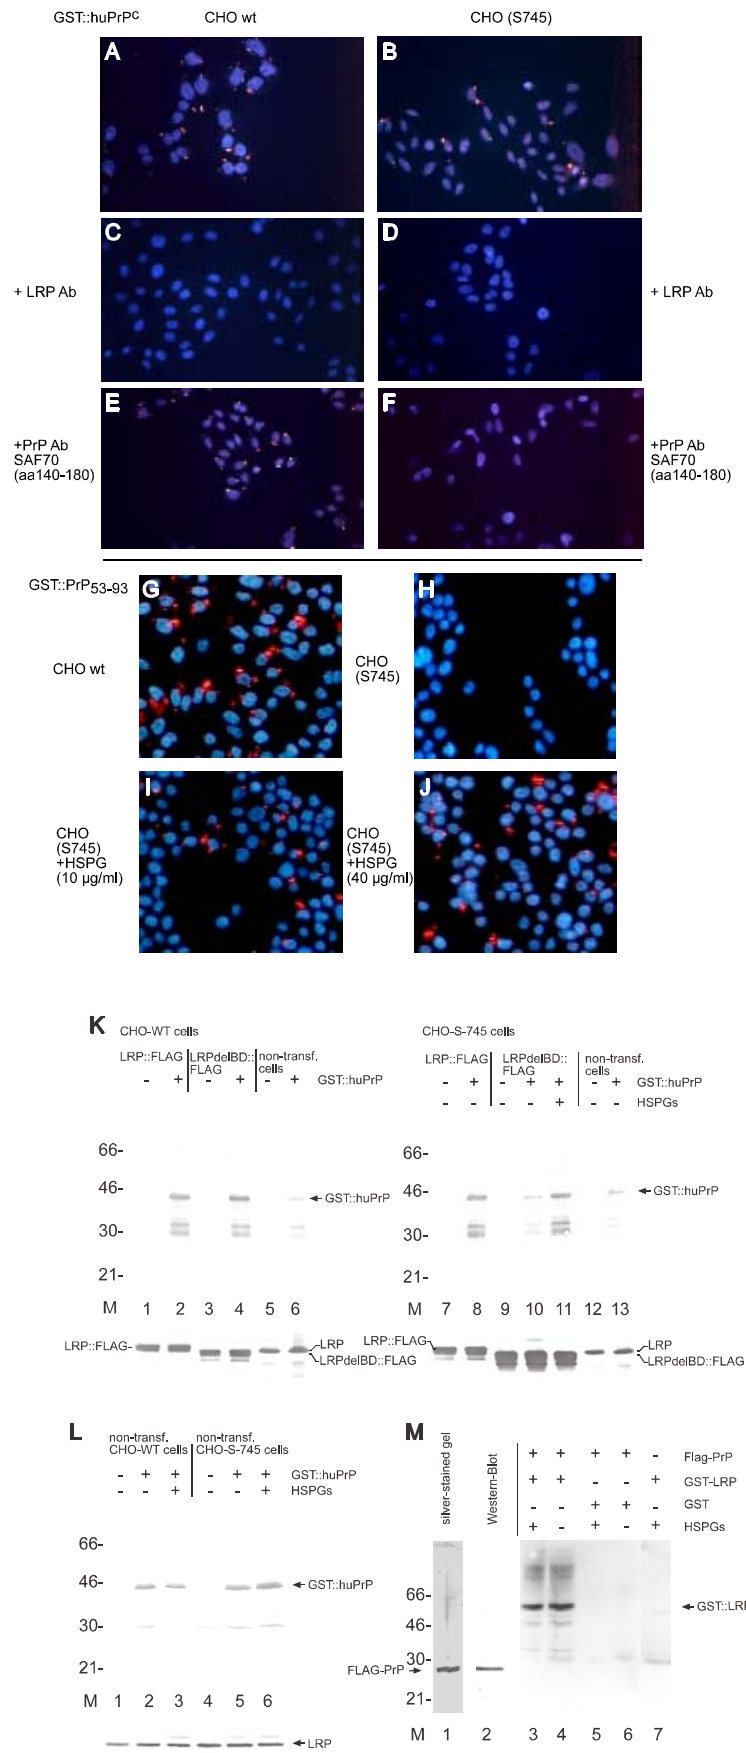 GST::huPrPᶜ CHO wt CHO (S745)
A B
C D
+ LRP Ab + LRP Ab
E F
+PrP Ab
SAF70
(aa140-180)
+PrP Ab
SAF70
(aa140-180)
GST::PrP53-93
G H
CHO wt
CHO
(S745)
I J
CHO
(S745)
+HSPG
(10 µg/ml)
CHO
(S745)
+HSPG
(40 µg/ml)
K CHO-WT cells
LRP::FLAG LRPdelBD::FLAG non-transf. cells
- + - + - + GST::huPrP
66-
46-
30-
21-
GST::huPrP
M 1 2 3 4 5 6
LRP::FLAG-
LRP
LRPdelBD::FLAG
CHO-S-745 cells
LRP::FLAG LRPdelBD::FLAG non-transf. cells
- + - + + - + GST::huPrP
- - - - + - - HSPGs
66-
46-
30-
21-
GST::huPrP
M 7 8 9 10 11 12 13
LRP::FLAG
LRP
LRPdelBD::FLAG
L
non-transf. CHO-WT cells non-transf. CHO-S-745 cells
- + + - + + GST::huPrP
- - + - - + HSPGs
66-
46-
30-
21-
GST::huPrP
M 1 2 3 4 5 6
LRP
M
silver-stained gel
Western-Blot
+ + + + - Flag-PrP
+ + - - + GST-LRP
- - + + - GST
+ - + - + HSPGs
66-
46-
30-
21-
GST::LRP
FLAG-PrP
M 1 2 3 4 5 6 7